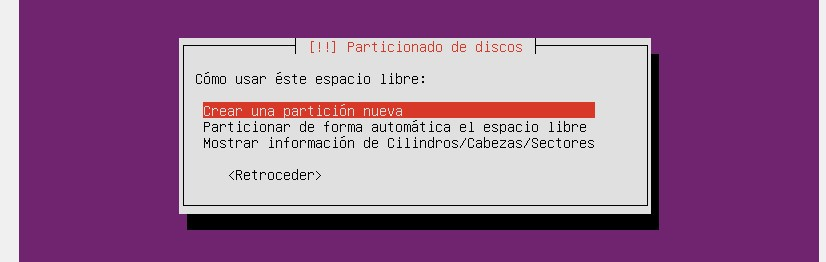 [!!] Particionado de discos
Cómo usar éste espacio libre:
Crear una partición nueva
Particionar de forma automática el espacio libre
Mostrar información de Cilindros/Cabezas/Sectores
<Retroceder>